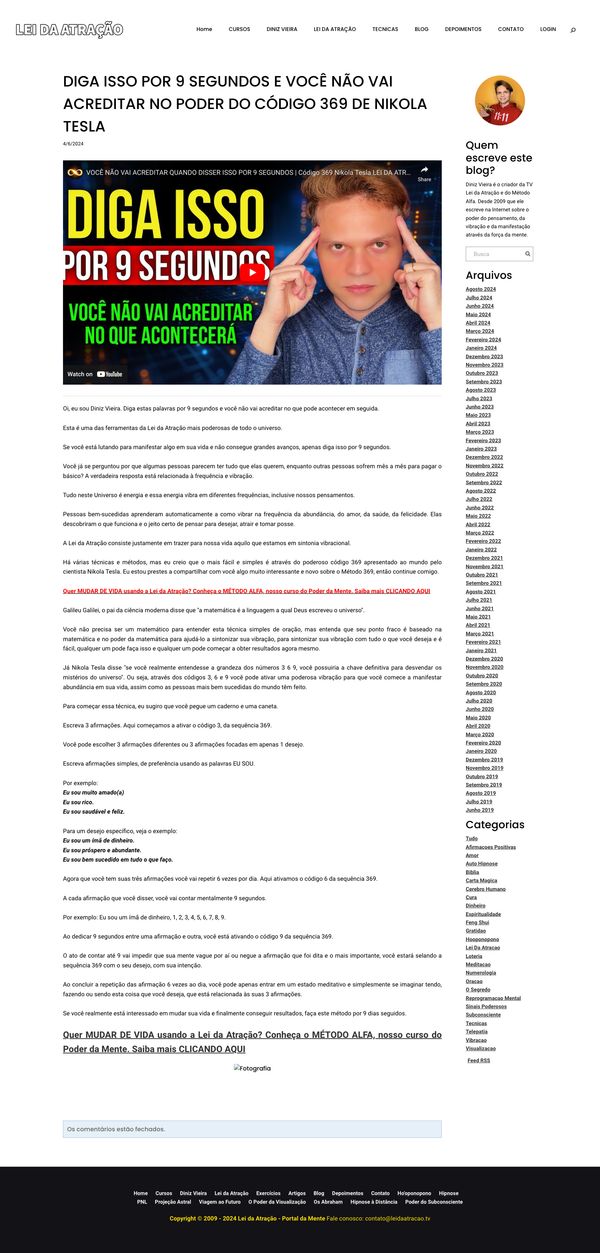 LEI DA ATRAÇÃO
Home CURSOS DINIZ VIEIRA LEI DA ATRAÇÃO TECNICAS BLOG DEPOIMENTOS CONTATO LOGIN
DIGA ISSO POR 9 SEGUNDOS E VOCÊ NÃO VAI
ACREDITAR NO PODER DO CÓDIGO 369 DE NIKOLA
TESLA
4/6/2024
VOCÊ NÃO VAI ACREDITAR QUANDO DISSER ISSO POR 9 SEGUNDOS | Código 369 Nikola Tesla LEI DA ATR...
Share
DIGA ISSO
POR 9 SEGUNDOS
VOCÊ NÃO VAI ACREDITAR
NO QUE ACONTECERÁ
Watch on YouTube
Oi, eu sou Diniz Vieira. Diga estas palavras por 9 segundos e você não vai acreditar no que pode acontecer em seguida.
Esta é uma das ferramentas da Lei da Atração mais poderosas de todo o universo.
Se você está lutando para manifestar algo em sua vida e não consegue grandes avanços, apenas diga isso por 9 segundos.
Você já se perguntou por que algumas pessoas parecem ter tudo que elas querem, enquanto outras pessoas sofrem mês a mês para pagar o
básico? A verdadeira resposta está relacionada à frequência e vibração.
Tudo neste Universo é energia e essa energia vibra em diferentes frequências, inclusive nossos pensamentos.
Pessoas bem-sucedidas aprenderam automaticamente a como vibrar na frequência da abundância, do amor, da saúde, da felicidade. Elas
descobriram o que funciona e o jeito certo de pensar para desejar, atrair e tomar posse.
A Lei da Atração consiste justamente em trazer para nossa vida aquilo que estamos em sintonia vibracional.
Há várias técnicas e métodos, mas eu creio que o mais fácil e simples é através do poderoso código 369 apresentado ao mundo pelo
cientista Nikola Tesla. Eu estou prestes a compartilhar com você algo muito interessante e novo sobre o Método 369, então continue comigo.
Quer MUDAR DE VIDA usando a Lei da Atração? Conheça o MÉTODO ALFA, nosso curso do Poder da Mente. Saiba mais CLICANDO AQUI
Galileu Galilei, o pai da ciência moderna disse que "a matemática é a linguagem a qual Deus escreveu o universo".
Você não precisa ser um matemático para entender esta técnica simples de oração, mas entenda que seu ponto fraco é baseado na
matemática e no poder da matemática para ajudá-lo a sintonizar sua vibração, para sintonizar sua vibração com tudo o que você deseja e é
fácil, qualquer um pode faça isso e qualquer um pode começar a obter resultados agora mesmo.
Já Nikola Tesla disse "se você realmente entendesse a grandeza dos números 3 6 9, você possuiria a chave definitiva para desvendar os
mistérios do universo". Ou seja, através dos códigos 3, 6 e 9 você pode ativar uma poderosa vibração para que você comece a manifestar
abundância em sua vida, assim como as pessoas mais bem sucedidas do mundo têm feito.
Para começar essa técnica, eu sugiro que você pegue um caderno e uma caneta.
Escreva 3 afirmações. Aqui começamos a ativar o código 3, da sequência 369.
Você pode escolher 3 afirmações diferentes ou 3 afirmações focadas em apenas 1 desejo.
Escreva afirmações simples, de preferência usando as palavras EU SOU.
Por exemplo:
Eu sou muito amado(a)
Eu sou rico.
Eu sou saudável e feliz.
Para um desejo específico, veja o exemplo:
Eu sou um ímã de dinheiro.
Eu sou próspero e abundante.
Eu sou bem sucedido em tudo o que faço.
Agora que você tem suas três afirmações você vai repetir 6 vezes por dia. Aqui ativamos o código 6 da sequência 369.
A cada afirmação que você disser, você vai contar mentalmente 9 segundos.
Por exemplo: Eu sou um ímã de dinheiro, 1, 2, 3, 4, 5, 6, 7, 8, 9.
Ao dedicar 9 segundos entre uma afirmação e outra, você está ativando o código 9 da sequência 369.
O ato de contar até 9 vai impedir que sua mente vague por aí ou negue a afirmação que foi dita e o mais importante, você estará selando a
sequência 369 com o seu desejo, com sua intenção.
Ao concluir a repetição das afirmação 6 vezes ao dia, você pode apenas entrar em um estado meditativo e simplesmente se imaginar tendo,
fazendo ou sendo esta coisa que você deseja, que está relacionada às suas 3 afirmações.
Se você realmente está interessado em mudar sua vida e finalmente conseguir resultados, faça este método por 9 dias seguidos.
Quer MUDAR DE VIDA usando a Lei da Atração? Conheça o MÉTODO ALFA, nosso curso do
Poder da Mente. Saiba mais CLICANDO AQUI
Fotografia
Os comentários estão fechados.
11:11
Quem
escreve este
blog?
Diniz Vieira é o criador da TV
Lei da Atração e do Método
Alfa. Desde 2009 que ele
escreve na Internet sobre o
poder do pensamento, da
vibração e da manifestação
através da força da mente.
Busca
Arquivos
Agosto 2024
Julho 2024
Junho 2024
Maio 2024
Abril 2024
Março 2024
Fevereiro 2024
Janeiro 2024
Dezembro 2023
Novembro 2023
Outubro 2023
Setembro 2023
Agosto 2023
Julho 2023
Junho 2023
Maio 2023
Abril 2023
Março 2023
Fevereiro 2023
Janeiro 2023
Dezembro 2022
Novembro 2022
Outubro 2022
Setembro 2022
Agosto 2022
Julho 2022
Junho 2022
Maio 2022
Abril 2022
Março 2022
Fevereiro 2022
Janeiro 2022
Dezembro 2021
Novembro 2021
Outubro 2021
Setembro 2021
Agosto 2021
Julho 2021
Junho 2021
Maio 2021
Abril 2021
Março 2021
Fevereiro 2021
Janeiro 2021
Dezembro 2020
Novembro 2020
Outubro 2020
Setembro 2020
Agosto 2020
Julho 2020
Junho 2020
Maio 2020
Abril 2020
Março 2020
Fevereiro 2020
Janeiro 2020
Dezembro 2019
Novembro 2019
Outubro 2019
Setembro 2019
Agosto 2019
Julho 2019
Junho 2019
Categorias
Tudo
Afirmacoes Positivas
Amor
Auto Hipnose
Biblia
Carta Magica
Cerebro Humano
Cura
Dinheiro
Espiritualidade
Feng Shui
Gratidao
Hooponopono
Lei Da Atracao
Loteria
Meditacao
Numerologia
Oracao
O Segredo
Reprogramacao Mental
Sinais Poderosos
Subconsciente
Tecnicas
Telepatia
Vibracao
Visualizacao
Feed RSS
Home Cursos Diniz Vieira Lei da Atração Exercícios Artigos Blog Depoimentos Contato Ho'oponopono Hipnose
PNL Projeção Astral Viagem ao Futuro O Poder da Visualização Os Abraham Hipnose à Distância Poder do Subconsciente
Copyright © 2009 - 2024 Lei da Atração - Portal da Mente Fale conosco: contato@leidaatracao.tv